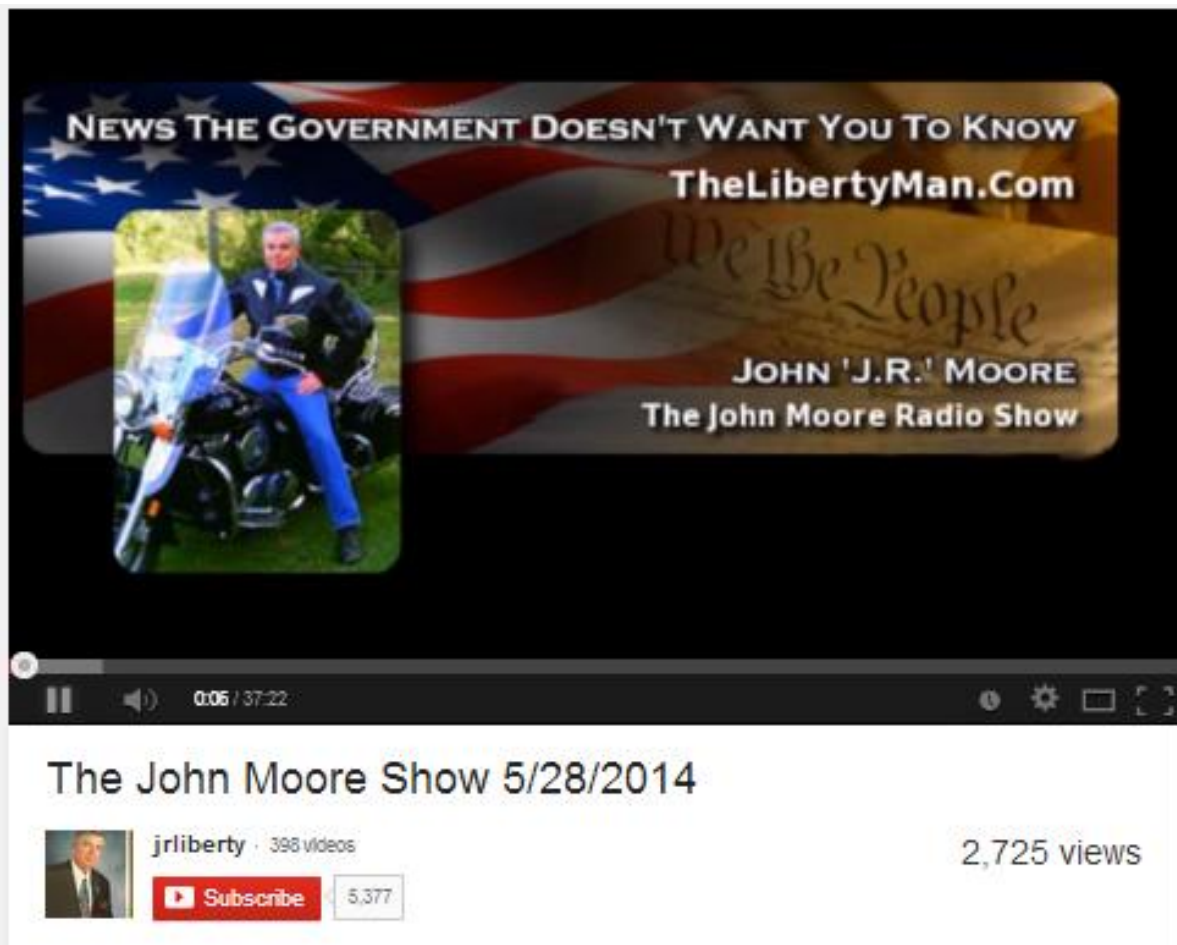 NEWS THE GOVERNMENT DOESN'T WANT YOU TO KNOW
TheLibertyMan.Com
We the People
JOHN 'J.R.' MOORE
The John Moore Radio Show
0:06 / 37:22
The John Moore Show 5/28/2014
jrliberty · 398 videos
2,725 views
Subscribe 5,377